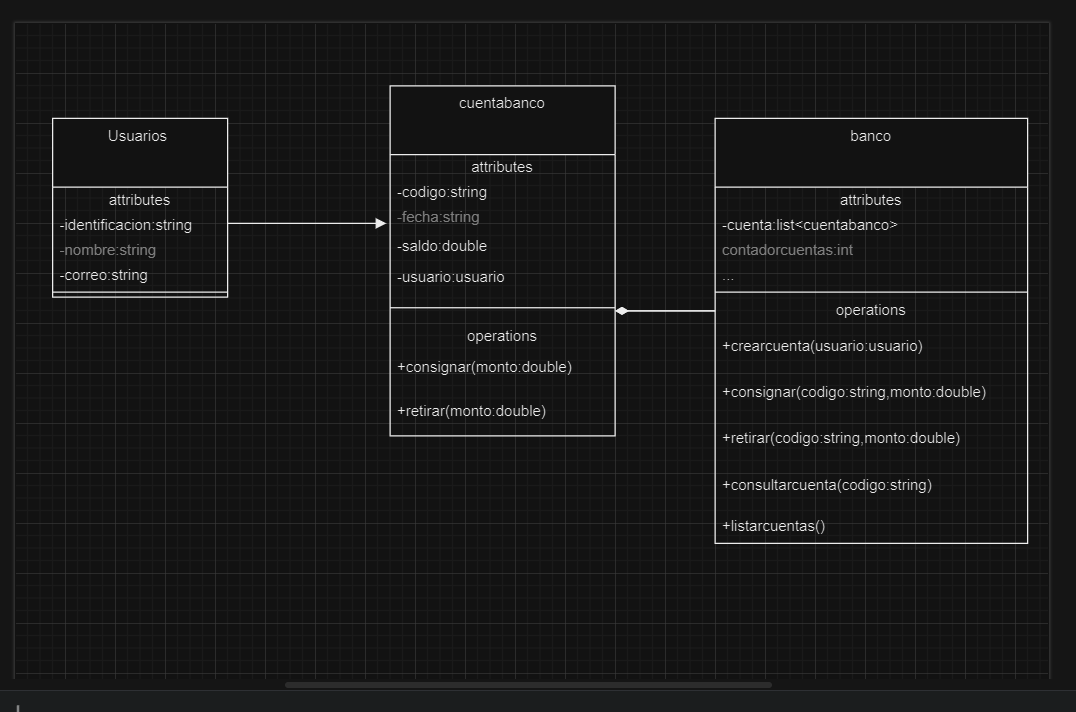 Usuarios
attributes
-identificacion:string
-nombre:string
-correo:string
cuentabanco
attributes
-codigo:string
-fecha:string
-saldo:double
-usuario:usuario
operations
+consignar(monto:double)
+retirar(monto:double)
banco
attributes
-cuenta:list<cuentabanco>
contadorcuentas:int
...
operations
+crearcuenta(usuario:usuario)
+consignar(codigo:string,monto:double)
+retirar(codigo:string,monto:double)
+consultarcuenta(codigo:string)
+listarcuentas()